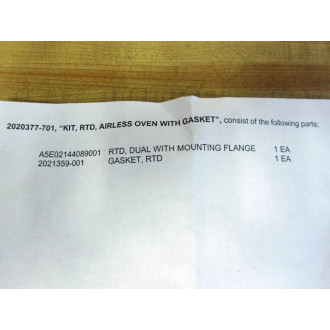 2020377-701, "KIT, RTD, AIRLESS OVEN WITH GASKET", consist of the following parts:
A5E02144089001 RTD, DUAL WITH MOUNTING FLANGE 1 EA
2021359-001 GASKET, RTD 1 EA